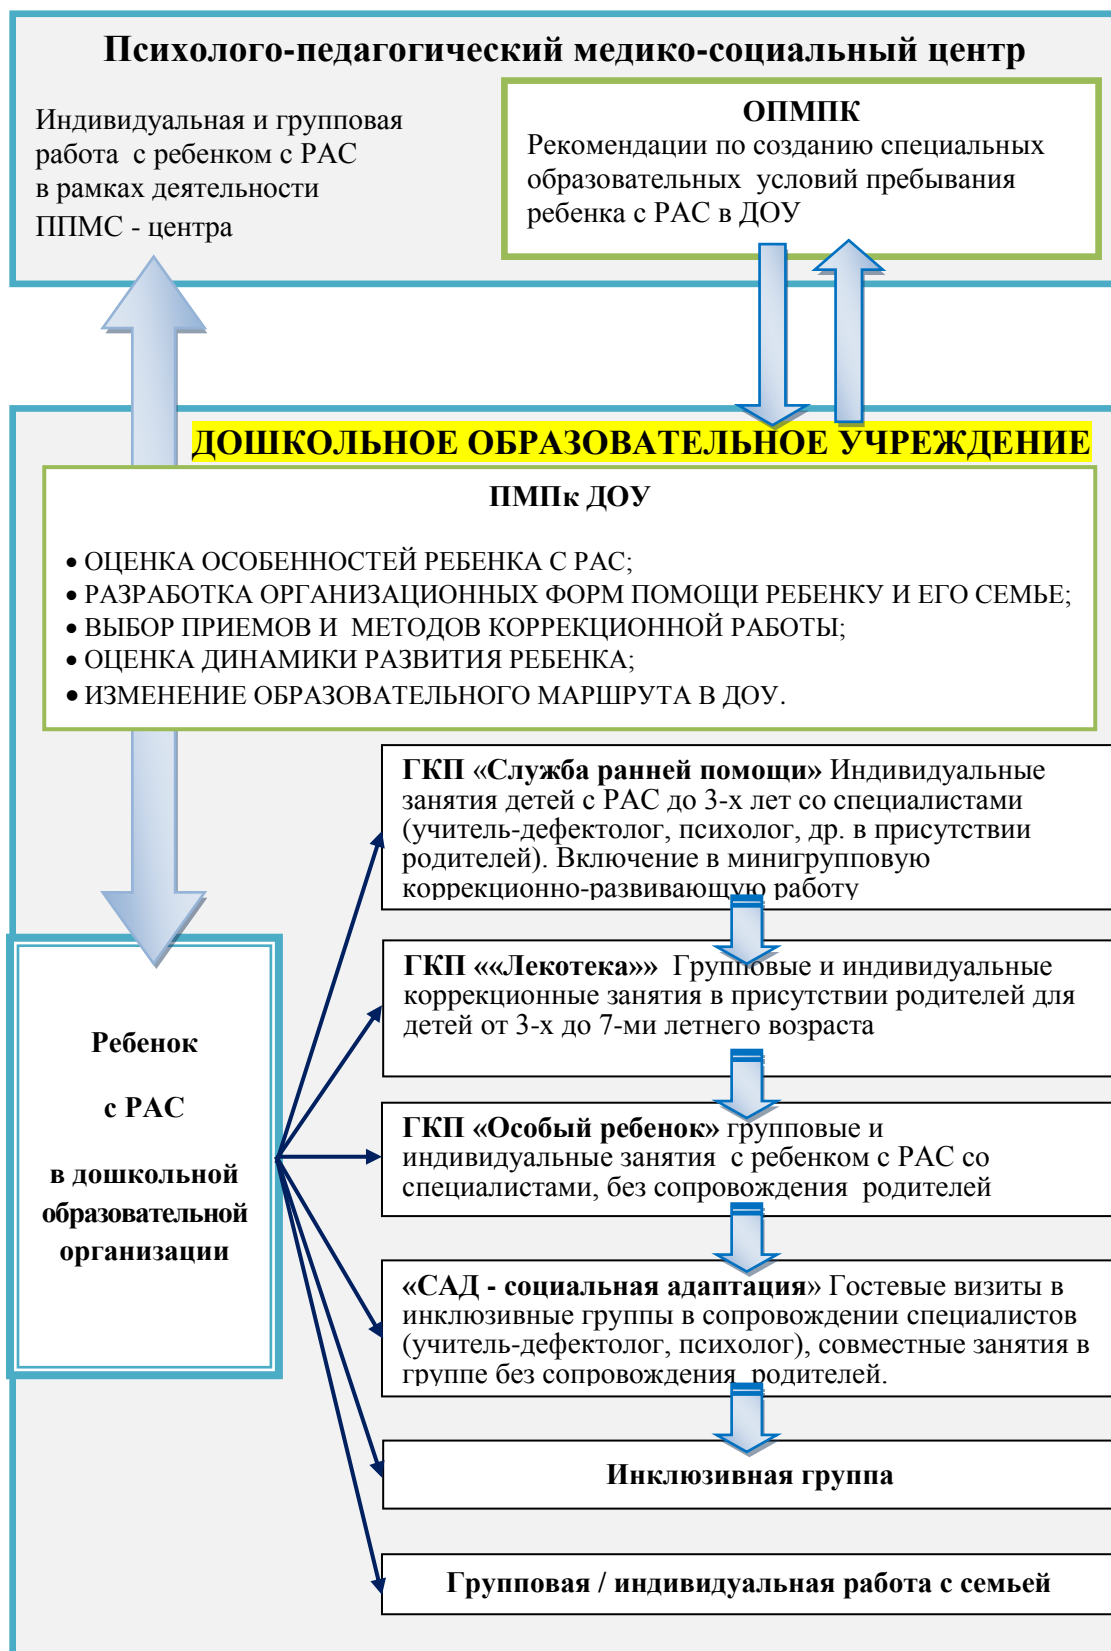 Психолого-педагогический медико-социальный центр
Индивидуальная и групповая
работа с ребенком с РАС
в рамках деятельности
ППМС - центра
ОПМПК
Рекомендации по созданию специальных
образовательных условий пребывания
ребенка с РАС в ДОУ
ДОШКОЛЬНОЕ ОБРАЗОВАТЕЛЬНОЕ УЧРЕЖДЕНИЕ
ПМПк ДОУ
• ОЦЕНКА ОСОБЕННОСТЕЙ РЕБЕНКА С РАС;
• РАЗРАБОТКА ОРГАНИЗАЦИОННЫХ ФОРМ ПОМОЩИ РЕБЕНКУ И ЕГО СЕМЬЕ;
• ВЫБОР ПРИЕМОВ И МЕТОДОВ КОРРЕКЦИОННОЙ РАБОТЫ;
• ОЦЕНКА ДИНАМИКИ РАЗВИТИЯ РЕБЕНКА;
• ИЗМЕНЕНИЕ ОБРАЗОВАТЕЛЬНОГО МАРШРУТА В ДОУ.
ГКП «Служба ранней помощи» Индивидуальные
занятия детей с РАС до 3-х лет со специалистами
(учитель-дефектолог, психолог, др. в присутствии
родителей). Включение в минигрупповую
коррекционно-развивающую работу
ГКП ««Лекотека»» Групповые и индивидуальные
коррекционные занятия в присутствии родителей для
детей от 3-х до 7-ми летнего возраста
ГКП «Особый ребенок» групповые и
индивидуальные занятия с ребенком с РАС со
специалистами, без сопровождения родителей
«САД - социальная адаптация» Гостевые визиты в
инклюзивные группы в сопровождении специалистов
(учитель-дефектолог, психолог), совместные занятия в
группе без сопровождения родителей.
Инклюзивная группа
Групповая / индивидуальная работа с семьей
Ребенок
с РАС
в дошкольной
образовательной
организации